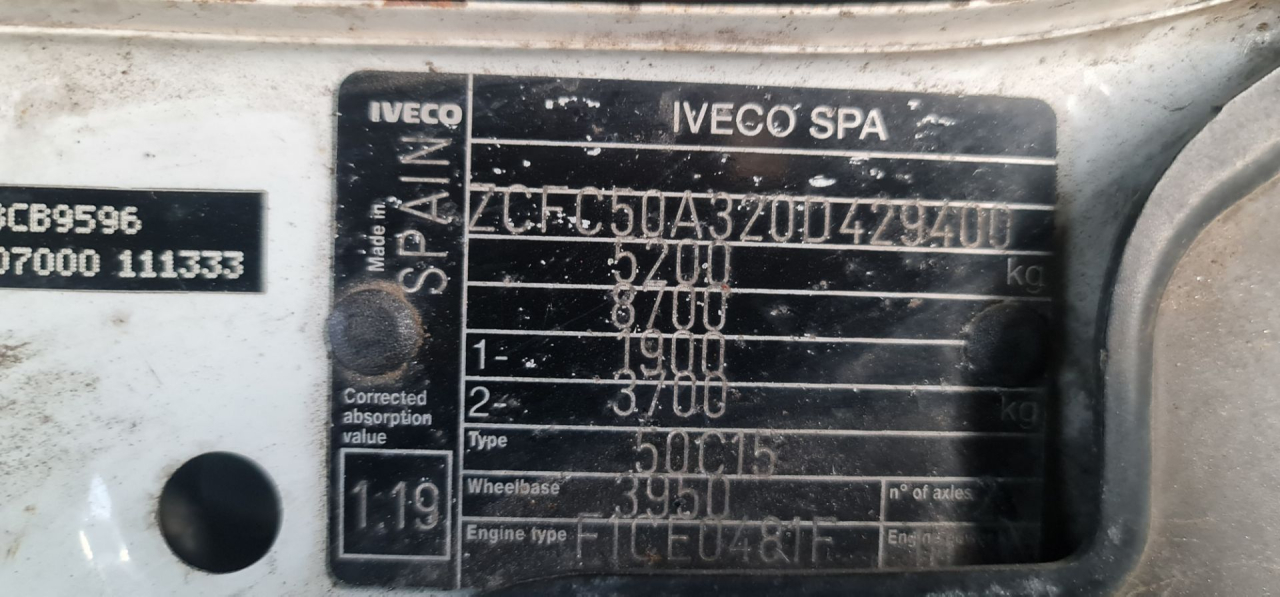 IVECO
IVECO SPA
Made in
SPAIN
ZCFC50A320D429400
5200
kg
8700
1- 1900
2- 3700
kg
Type 50C15
Wheelbase 3950
n° of axles
Engine type F1CE0481F
Corrected
absorption
value
1.19
CB9596
07000 111333